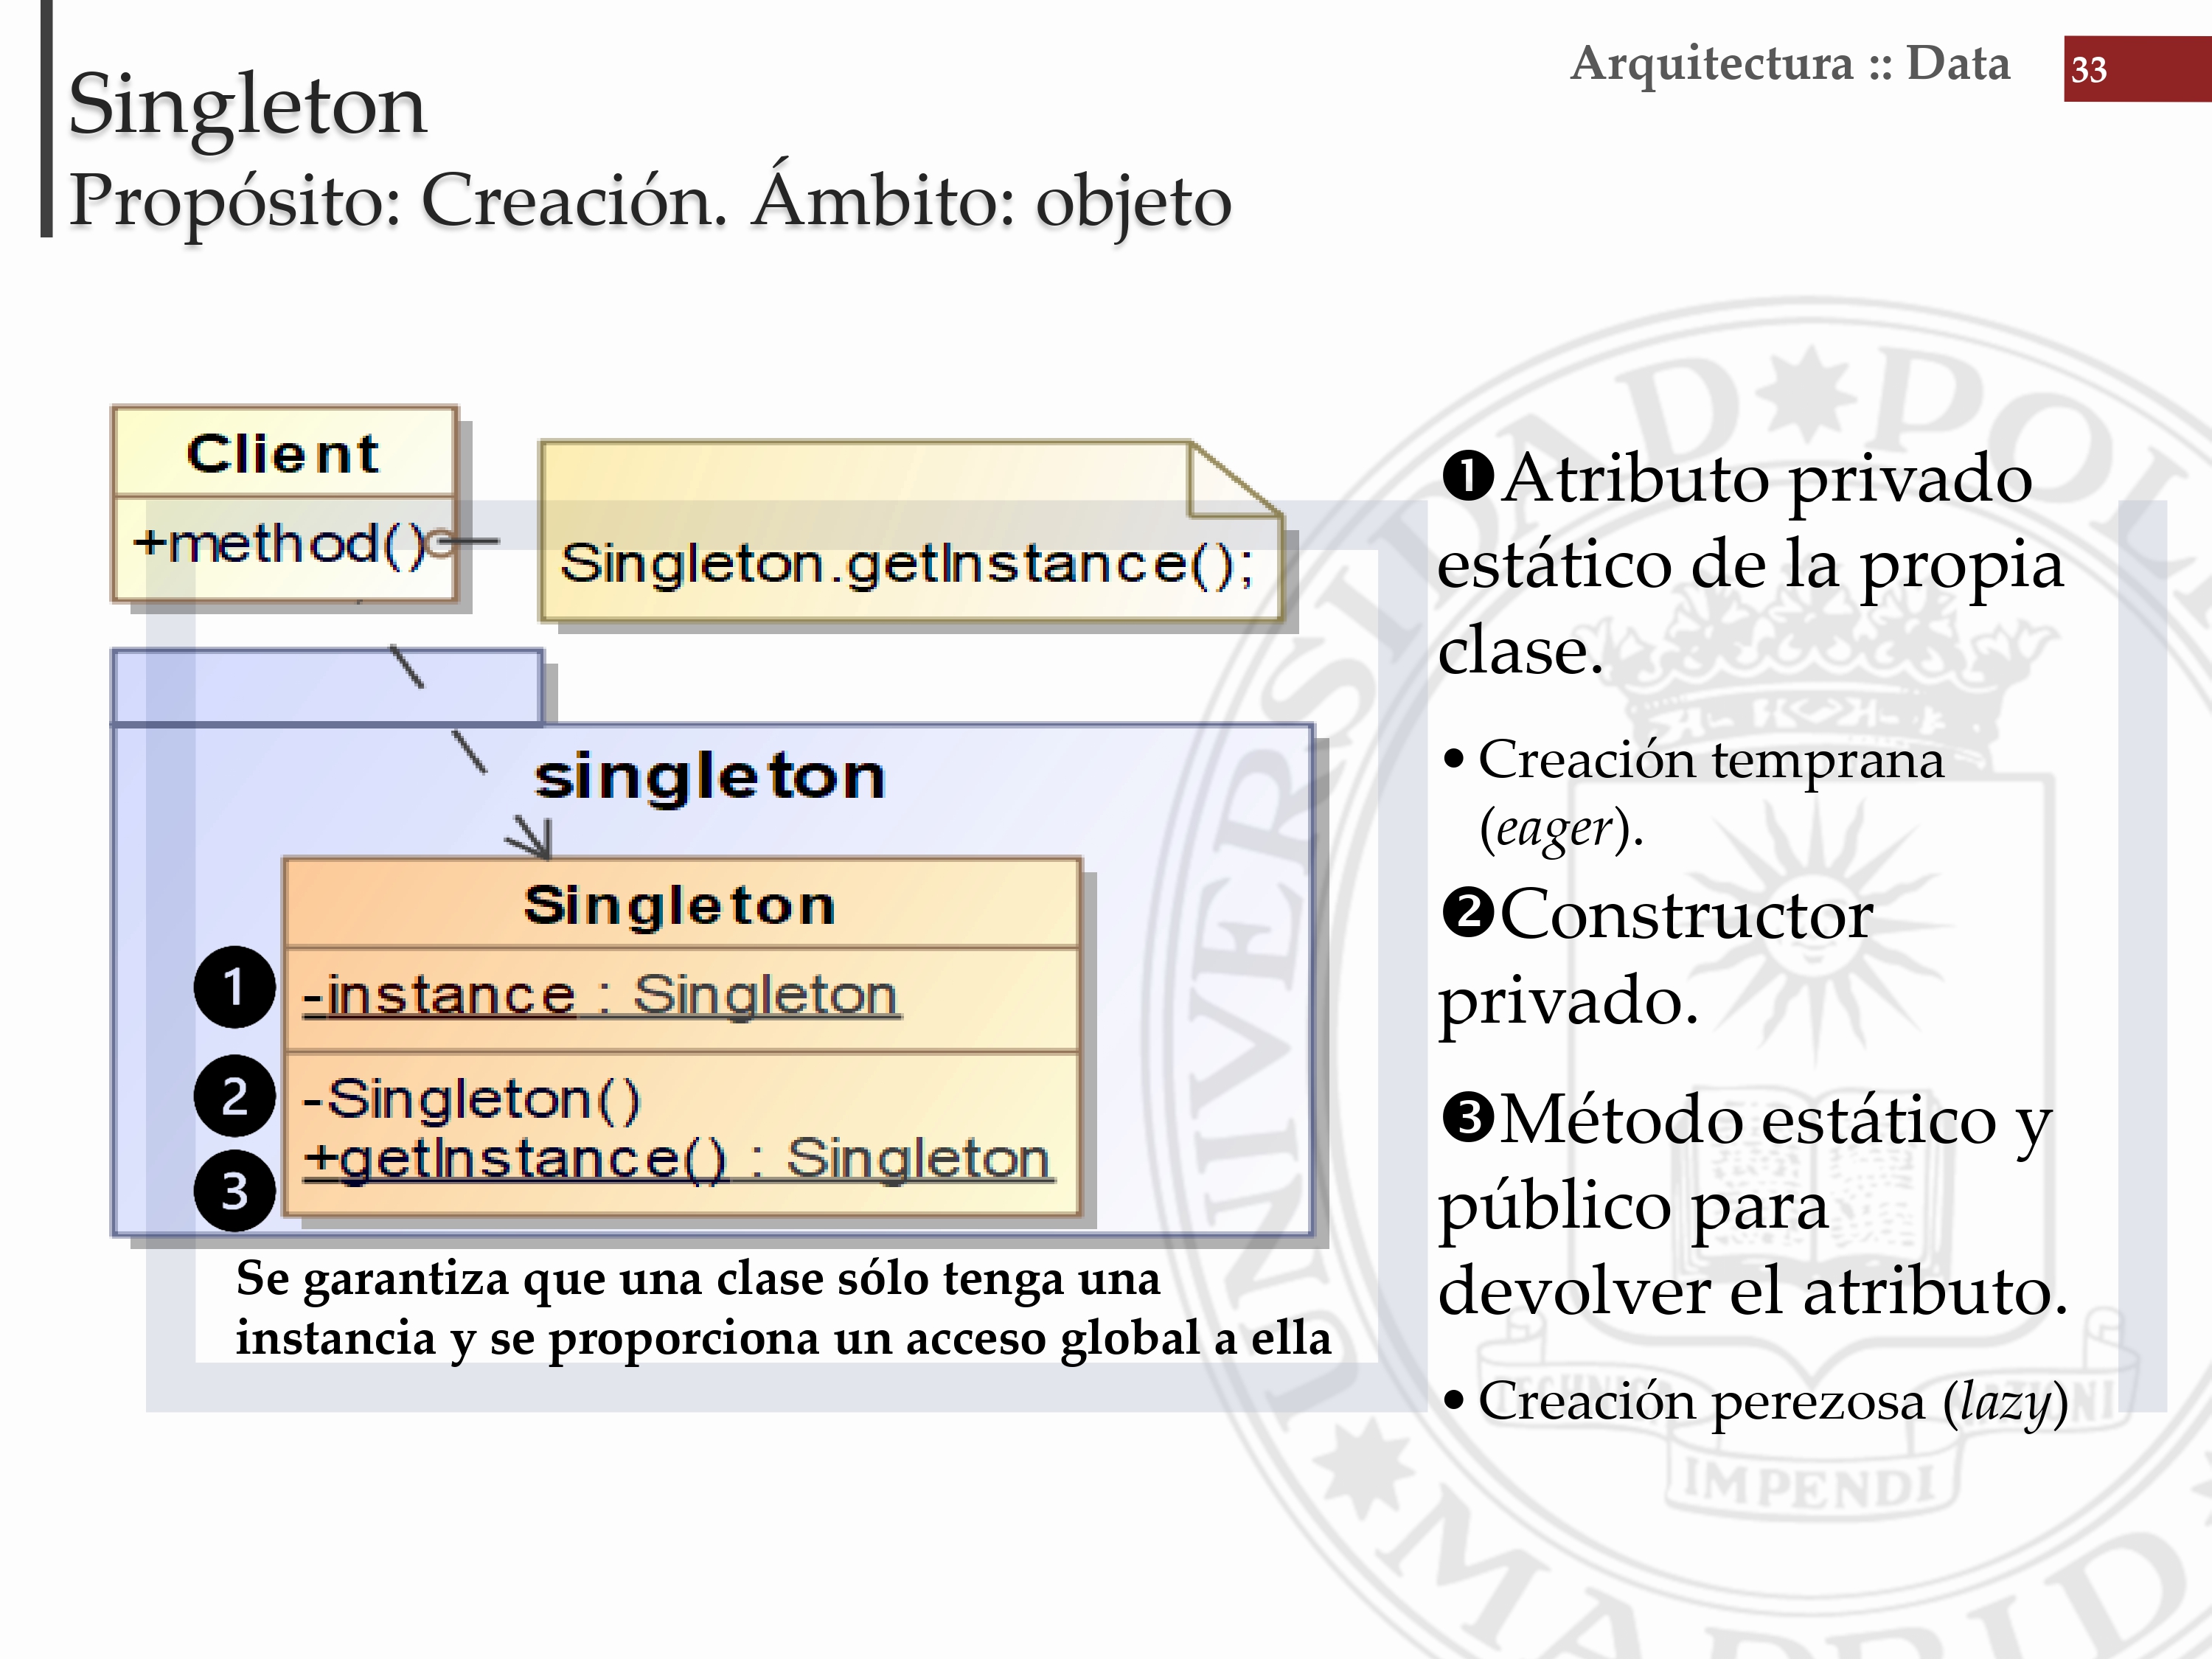 Arquitectura :: Data
33
Singleton
Propósito: Creación. Ámbito: objeto
Client
+method()
Singleton.getInstance();
singleton
Singleton
1
-instance : Singleton
2
-Singleton()
3
+getInstance() : Singleton
Se garantiza que una clase sólo tenga una
instancia y se proporciona un acceso global a ella
❶Atributo privado
estático de la propia
clase.
• Creación temprana
(eager).
❷Constructor
privado.
❸Método estático y
público para
devolver el atributo.
• Creación perezosa (lazy)
IMPENDI